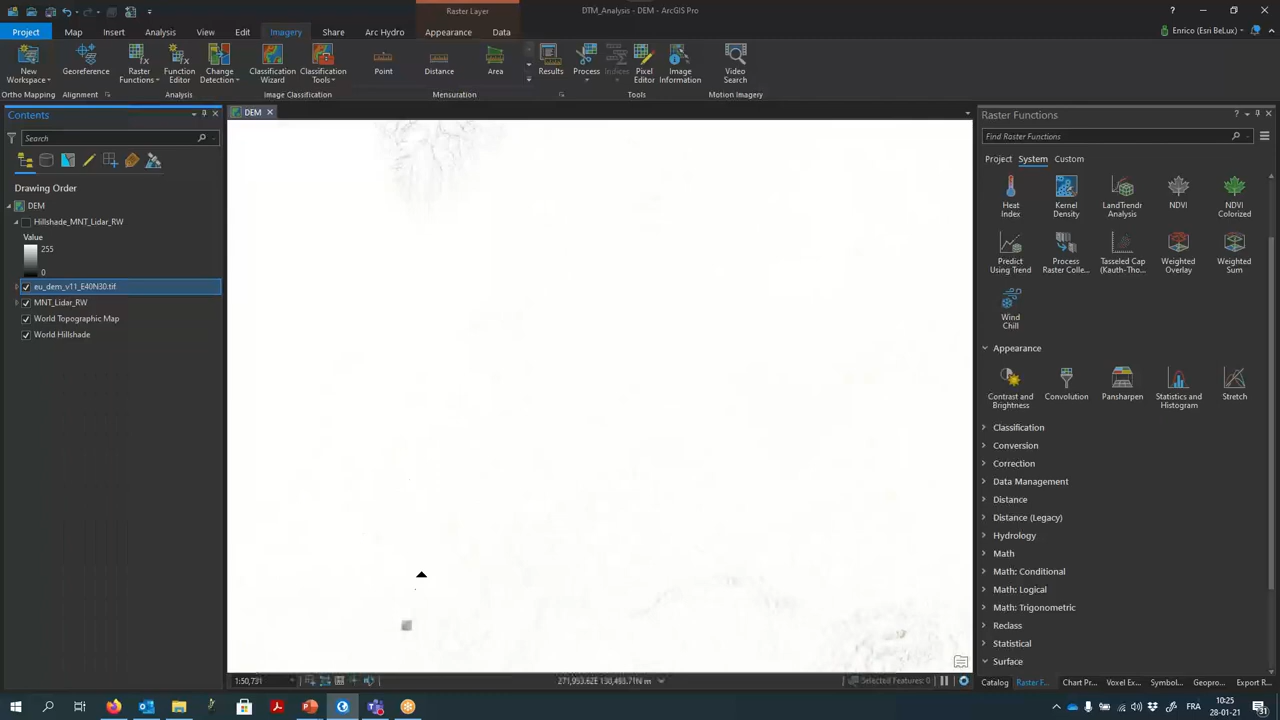 Raster Layer
DTM_Analysis - DEM - ArcGIS Pro
Project Map Insert Analysis View Edit Imagery Share Arc Hydro Appearance Data
Enrico (Esri BeLux)
New Workspace
Georeference
Raster Functions
Function Editor
Change Detection
Classification Wizard
Classification Tools
Point
Distance
Area
Results
Process
Indices
Pixel Editor
Image Information
Video Search
Ortho Mapping Alignment Analysis Image Classification Mensuration Tools Motion Imagery
Contents
Search
Drawing Order
DEM
Hillshade_MNT_Lidar_RW
Value
255
0
eu_dem_v11_E40N30.tif
MNT_Lidar_RW
World Topographic Map
World Hillshade
DEM
Selected Features: 0
Raster Functions
Find Raster Functions
Project System Custom
Heat Index
Kernel Density
LandTrendr Analysis
NDVI
NDVI Colorized
Predict Using Trend
Process Raster Colle...
Tasseled Cap (Kauth-Tho...
Weighted Overlay
Weighted Sum
Wind Chill
Appearance
Contrast and Brightness
Convolution
Pansharpen
Statistics and Histogram
Stretch
Classification
Conversion
Correction
Data Management
Distance
Distance (Legacy)
Hydrology
Math
Math: Conditional
Math: Logical
Math: Trigonometric
Reclass
Statistical
Surface
Catalog Raster F... Chart Pr... Voxel Ex... Symbol... Geopro... Export R...
FRA
10:25
28-01-21